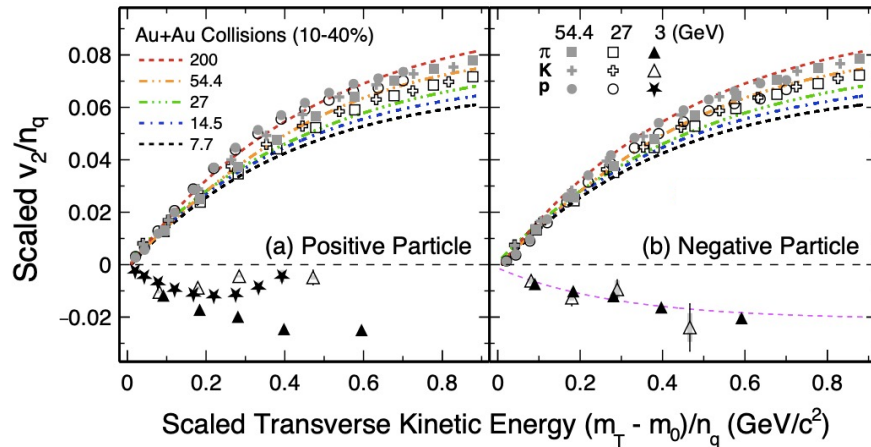 Au+Au Collisions (10-40%)
200
54.4
27
14.5
7.7
54.4 27 3 (GeV)
π
K
p
0.08
0.06
0.04
0.02
0
−0.02
Scaled v2/nq
(a) Positive Particle
(b) Negative Particle
0 0.2 0.4 0.6 0.8 0 0.2 0.4 0.6 0.8
Scaled Transverse Kinetic Energy (mT - m0)/nq (GeV/c²)